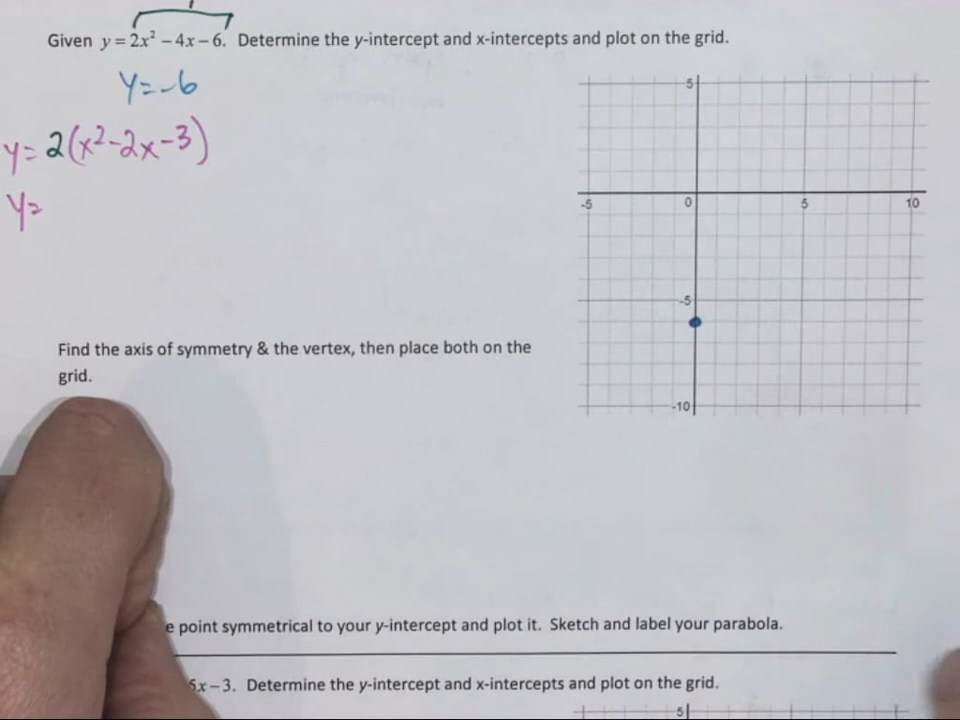 Given y = 2x² − 4x − 6. Determine the y-intercept and x-intercepts and plot on the grid.
y=-6
y= 2(x²-2x-3)
y=
5
-5 0 5 10
-5
-10
Find the axis of symmetry & the vertex, then place both on the
grid.
point symmetrical to your y-intercept and plot it. Sketch and label your parabola.
x − 3. Determine the y-intercept and x-intercepts and plot on the grid.
5